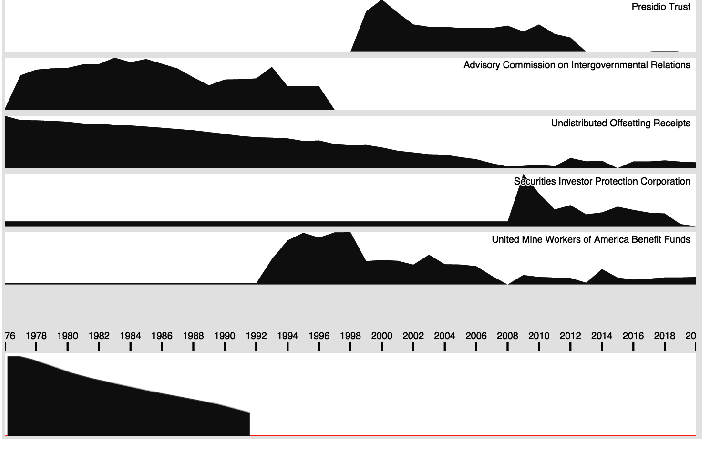 Presidio Trust
Advisory Commission on Intergovernmental Relations
Undistributed Offsetting Receipts
Securities Investor Protection Corporation
United Mine Workers of America Benefit Funds
76 1978 1980 1982 1984 1986 1988 1990 1992 1994 1996 1998 2000 2002 2004 2006 2008 2010 2012 2014 2016 2018 20